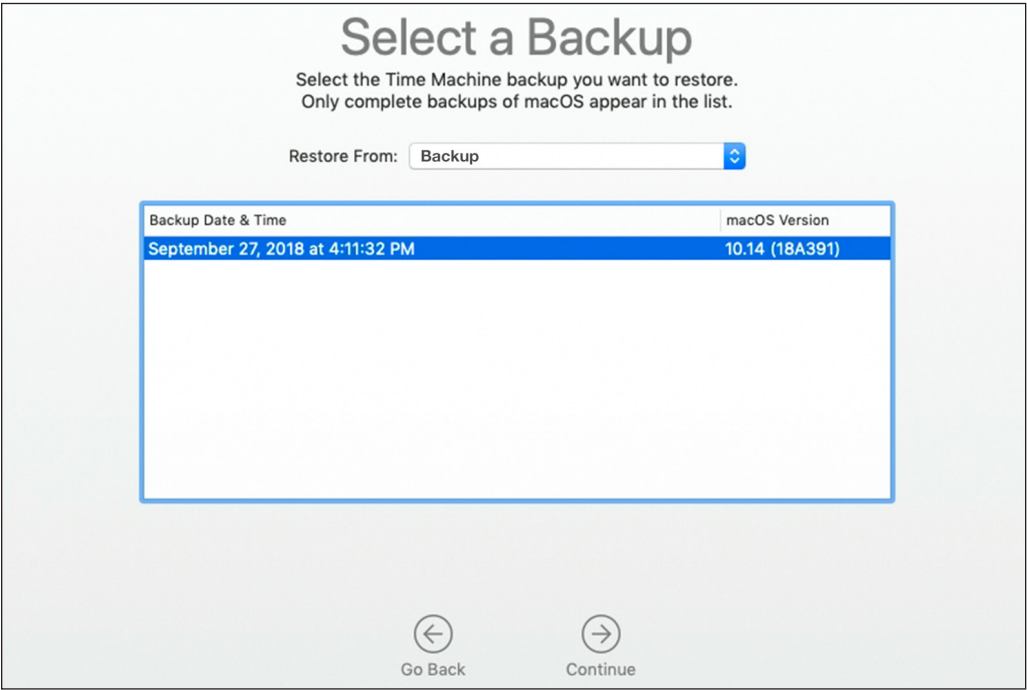 Select a Backup
Select the Time Machine backup you want to restore.
Only complete backups of macOS appear in the list.
Restore From: Backup
Backup Date & Time macOS Version
September 27, 2018 at 4:11:32 PM 10.14 (18A391)
Go Back Continue